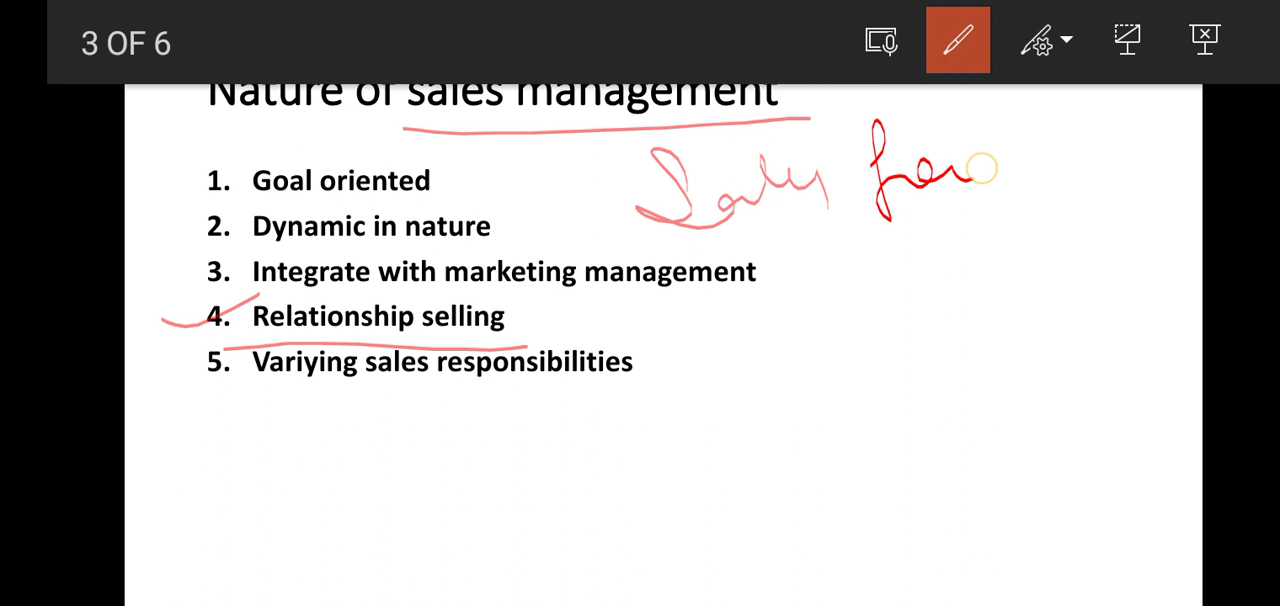 3 OF 6
Nature of sales management
Sales
1. Goal oriented
2. Dynamic in nature
3. Integrate with marketing management
4. Relationship selling
5. Variying sales responsibilities